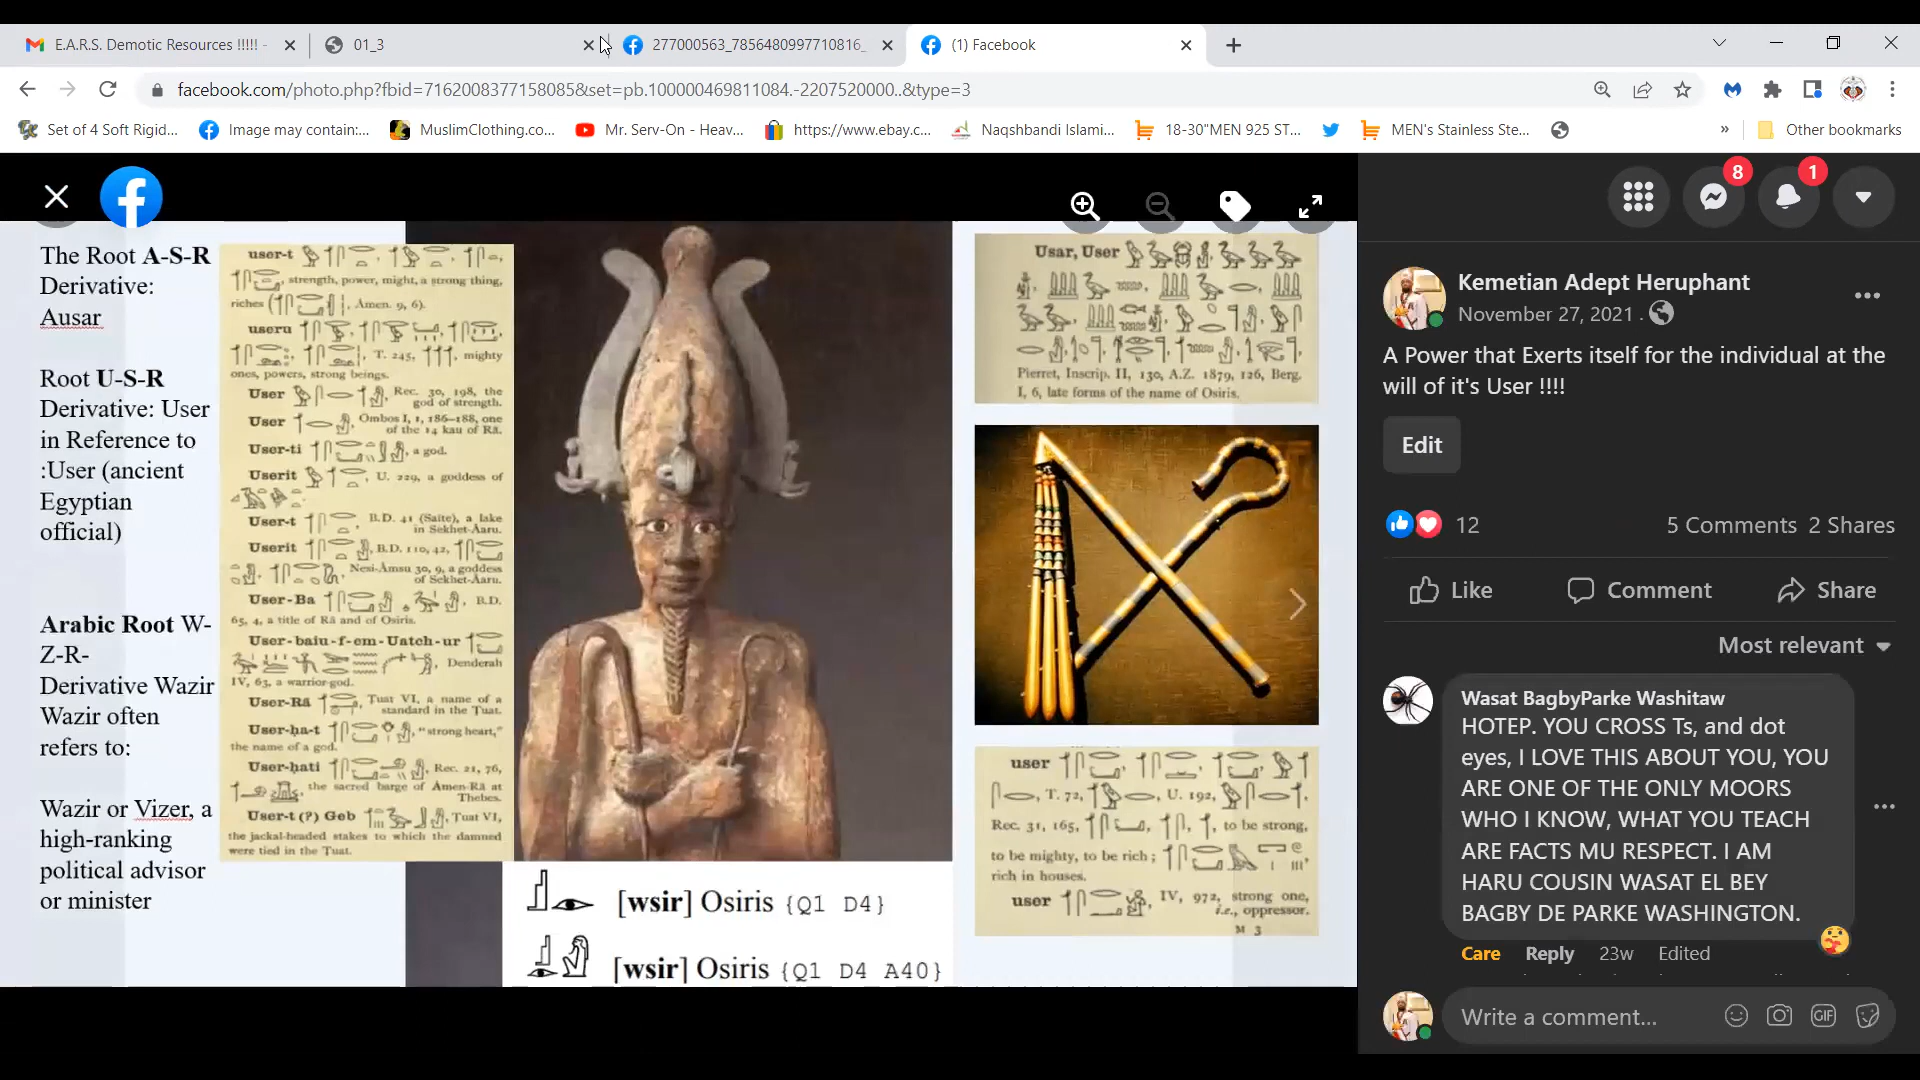 E.A.R.S. Demotic Resources !!!!! -
01_3
277000563_7856480997710816_
(1) Facebook
facebook.com/photo.php?fbid=7162008377158085&set=pb.100000469811084.-2207520000..&type=3
Set of 4 Soft Rigid...
Image may contain:...
MuslimClothing.co...
Mr. Serv-On - Heav...
https://www.ebay.c...
Naqshbandi Islami...
18-30"MEN 925 ST...
MEN's Stainless Ste...
»
Other bookmarks
The Root A-S-R
Derivative:
Ausar
Root U-S-R
Derivative: User
in Reference to
:User (ancient
Egyptian
official)
Arabic Root W-
Z-R-
Derivative Wazir
Wazir often
refers to:
Wazir or Vizer, a
high-ranking
political advisor
or minister
user-t
, strength, power, might, a strong thing,
riches ( , Amen. 9, 6).
useru
, T. 245, , mighty
ones, powers, strong beings.
User , Rec. 30, 198, the
god of strength.
User , Ombos I, 1, 186-188, one
of the 14 kau of Rā.
User-ti , a god.
Userit , U. 229, a goddess of
User-t , B.D. 41 (Saïte), a lake
in Sekhet-Aaru.
Userit , B.D. 110, 42,
, Nesi-Amsu 30, 9, a goddess
of Sekhet-Aaru.
User-Ba , B.D.
65, 4, a title of Rā and of Osiris.
User-baiu-f-em-Uatch-ur
, Denderah
IV, 63, a warrior-god.
User-Rā , Tuat VI, a name of a
standard in the Tuat.
User-ḥa-t , "strong heart,"
the name of a god.
User-ḥati , Rec. 21, 76,
, the sacred barge of Amen-Rā at
Thebes.
User-t (?) Geb , Tuat VI,
the jackal-headed stakes to which the damned
were tied in the Tuat.
[wsir] Osiris {Q1 D4}
[wsir] Osiris {Q1 D4 A40}
Usar, User
Pierret, Inscrip. II, 130, A.Z. 1879, 126, Berg.
I, 6, late forms of the name of Osiris.
user
, T. 72, , U. 192,
Rec. 31, 165, , to be strong,
to be mighty, to be rich;
rich in houses.
user , IV, 972, strong one,
i.e., oppressor.
M 3
8
1
Kemetian Adept Heruphant
November 27, 2021 ·
A Power that Exerts itself for the individual at the
will of it's User !!!!
Edit
12
5 Comments 2 Shares
Like
Comment
Share
Most relevant
Wasat BagbyParke Washitaw
HOTEP. YOU CROSS Ts, and dot
eyes, I LOVE THIS ABOUT YOU, YOU
ARE ONE OF THE ONLY MOORS
WHO I KNOW, WHAT YOU TEACH
ARE FACTS MU RESPECT. I AM
HARU COUSIN WASAT EL BEY
BAGBY DE PARKE WASHINGTON.
Care Reply 23w Edited
Write a comment...
GIF